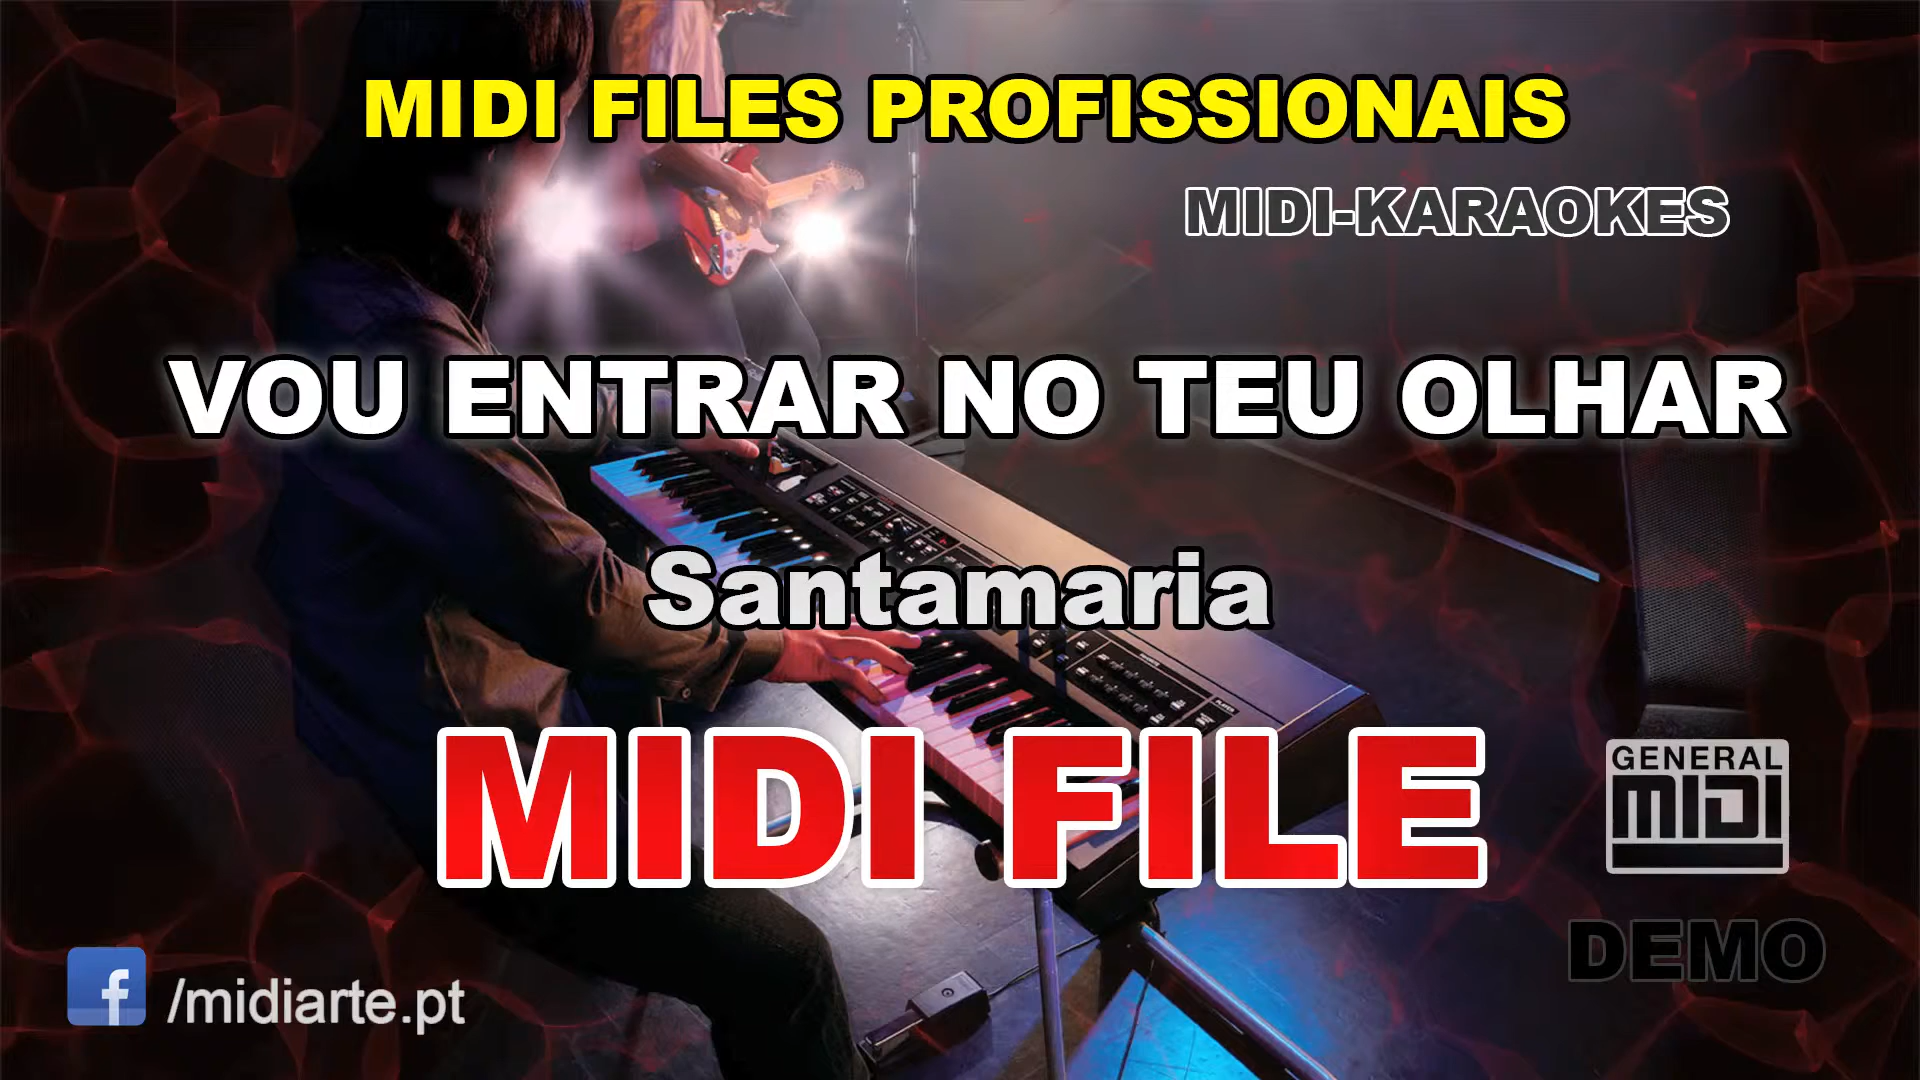 MIDI FILES PROFISSIONAIS
MIDI-KARAOKES
VOU ENTRAR NO TEU OLHAR
Santamaria
MIDI FILE
GENERAL
MIDI
DEMO
f /midiarte.pt